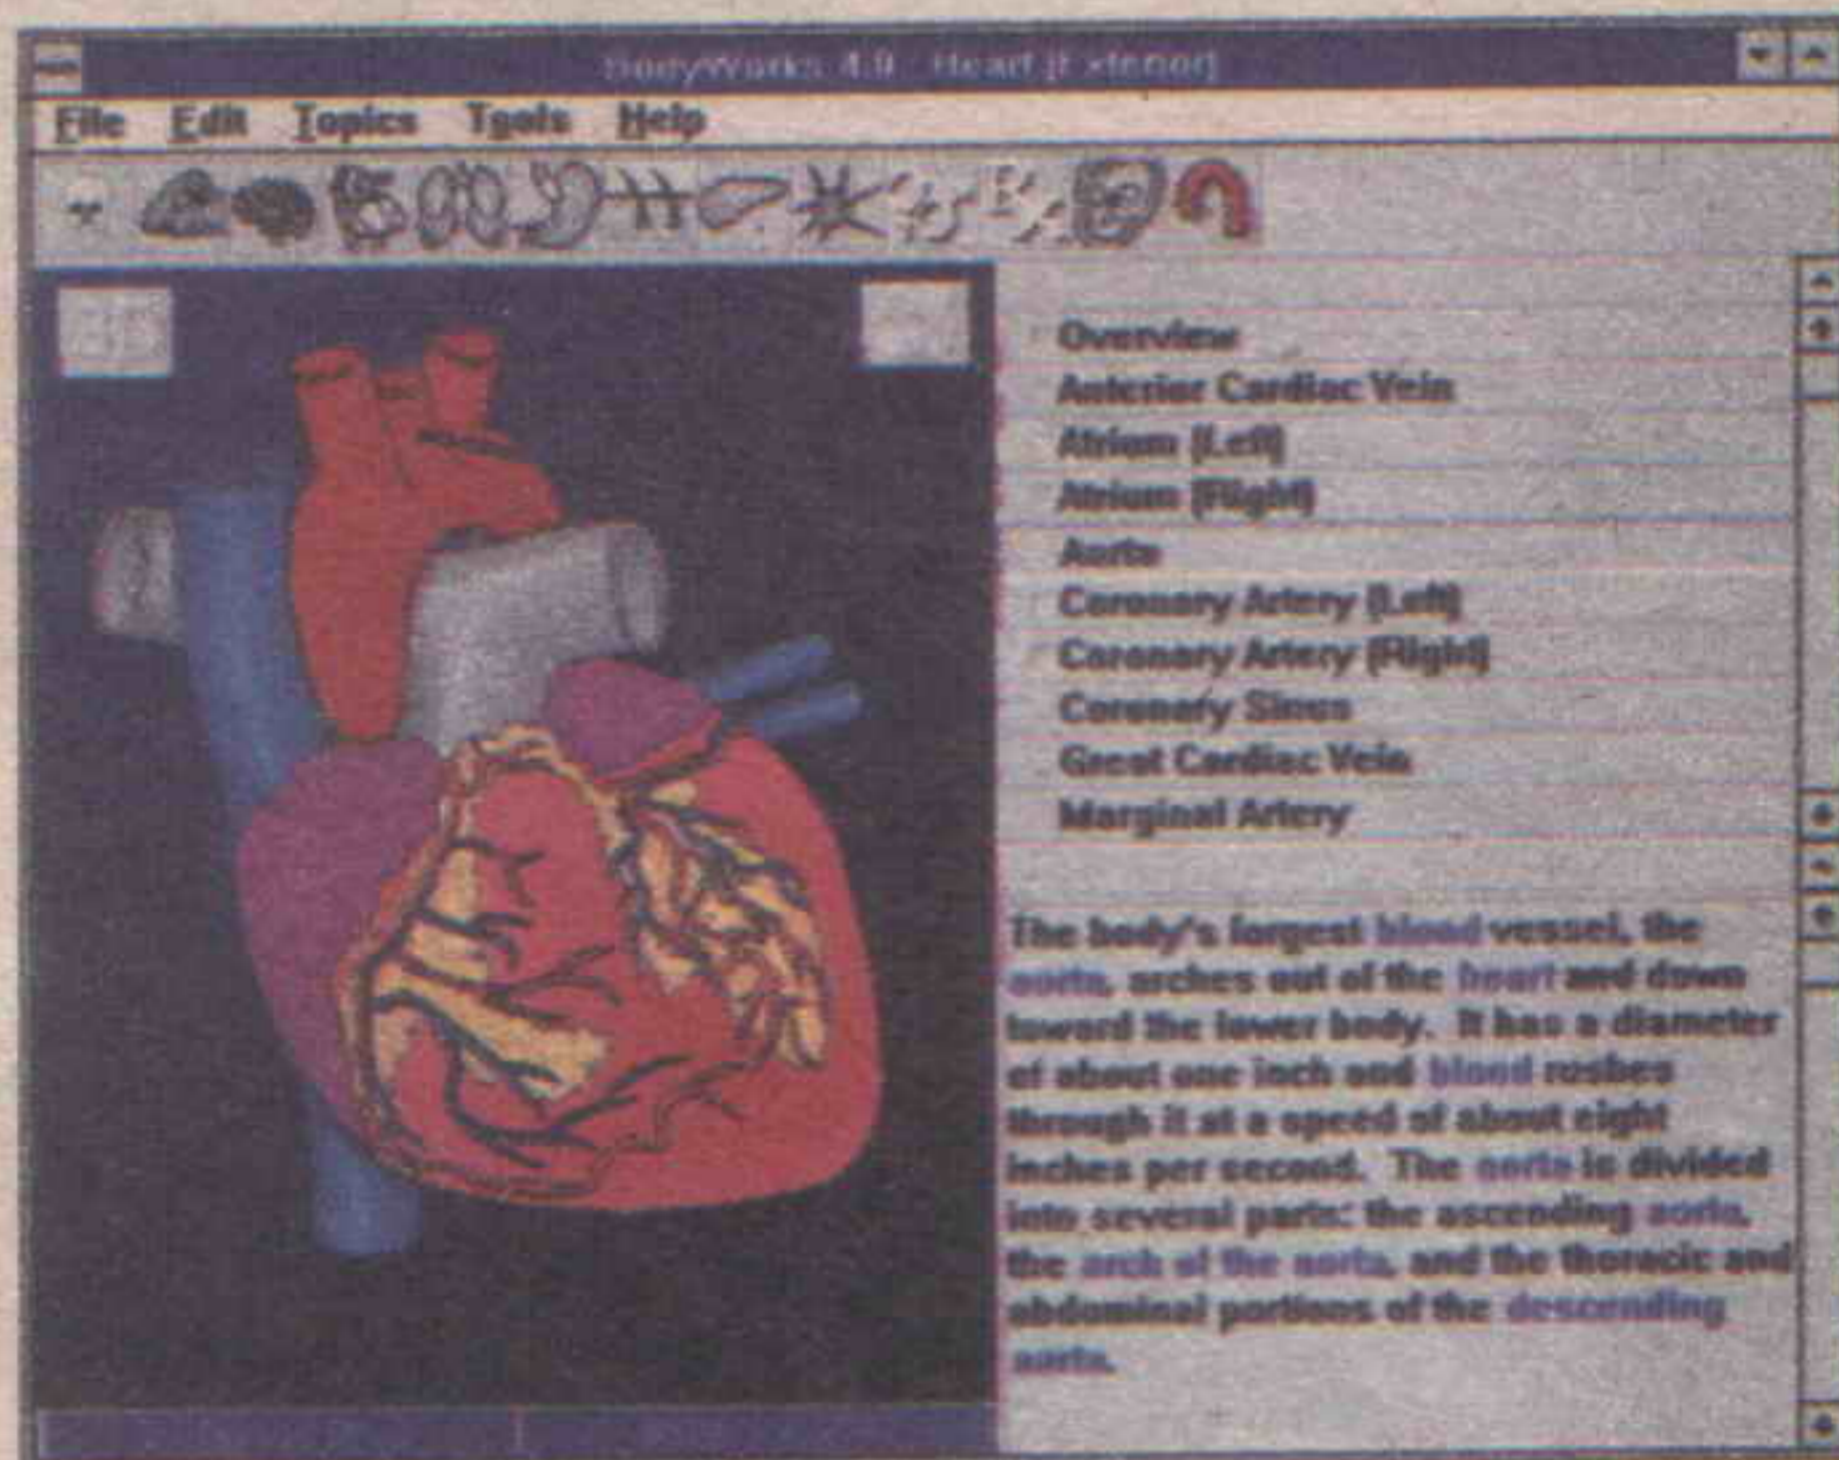 BodyWorks 4.0 - Heart [Exterior]
File Edit Topics Tools Help
Overview
Anterior Cardiac Vein
Atrium (Left)
Atrium (Right)
Aorta
Coronary Artery (Left)
Coronary Artery (Right)
Coronary Sinus
Great Cardiac Vein
Marginal Artery
The body's largest blood vessel, the
aorta, arches out of the heart and down
toward the lower body. It has a diameter
of about one inch and blood rushes
through it at a speed of about eight
inches per second. The aorta is divided
into several parts: the ascending aorta,
the arch of the aorta, and the thoracic and
abdominal portions of the descending
aorta.